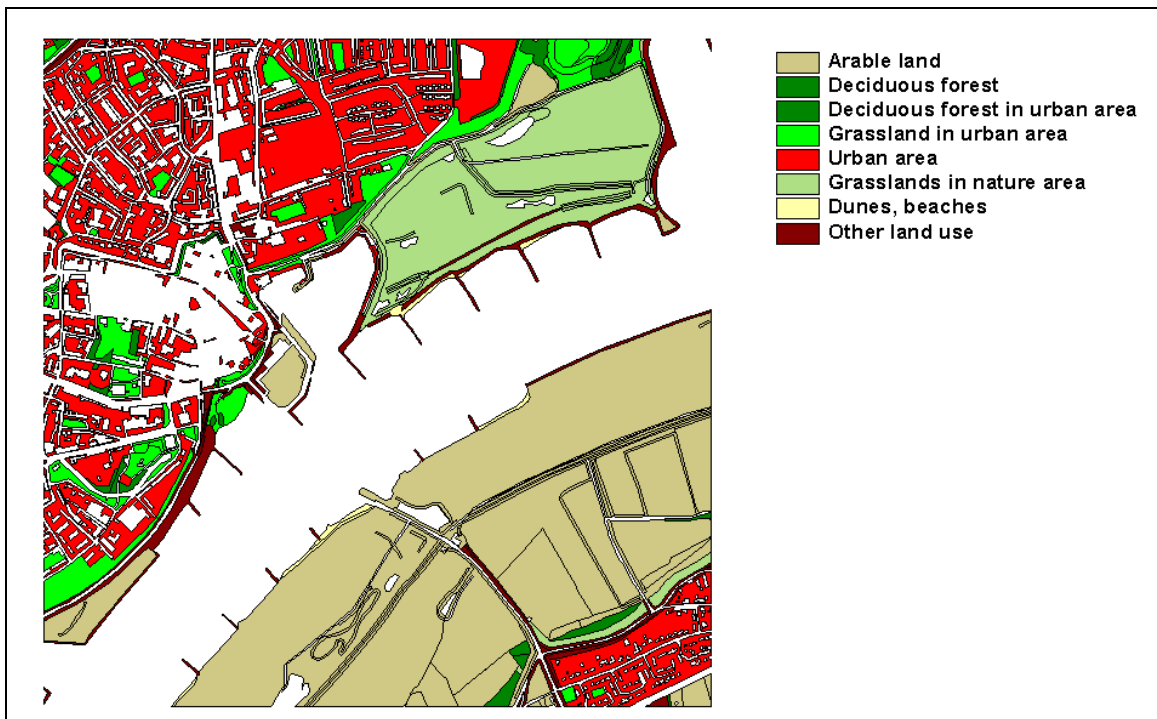 Arable land
Deciduous forest
Deciduous forest in urban area
Grassland in urban area
Urban area
Grasslands in nature area
Dunes, beaches
Other land use